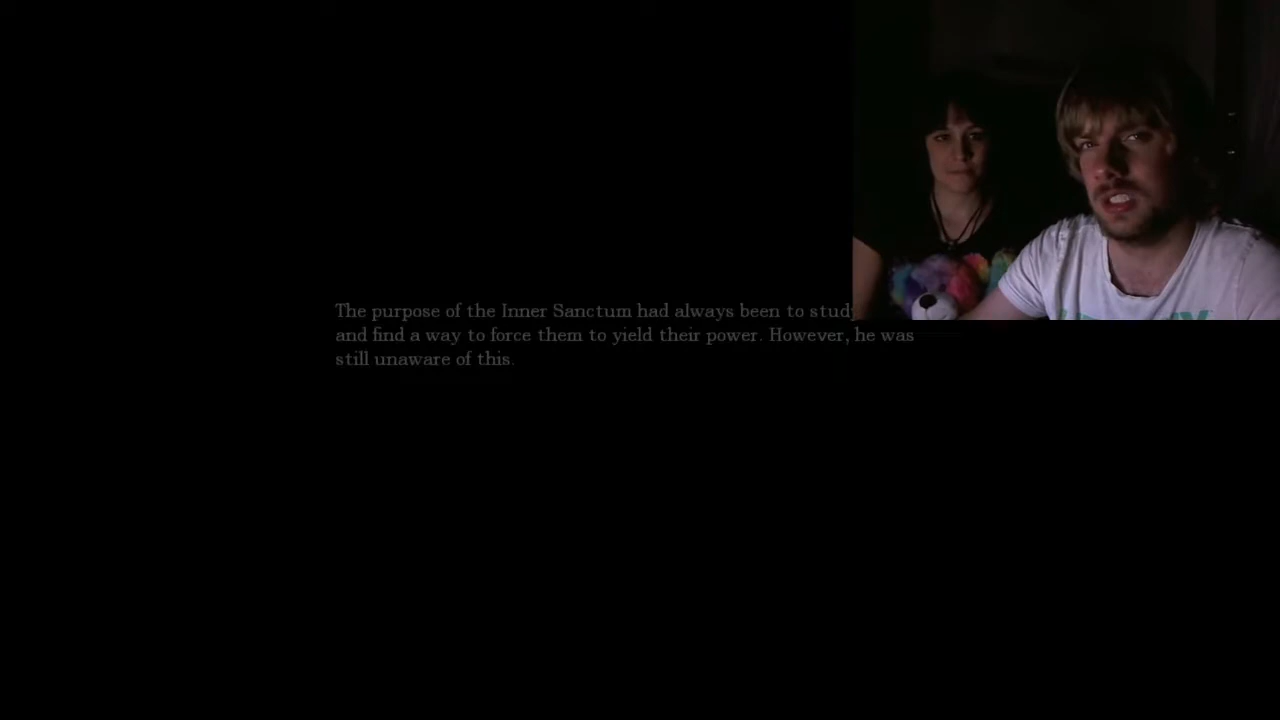 The purpose of the Inner Sanctum had always been to study
and find a way to force them to yield their power. However, he was
still unaware of this.